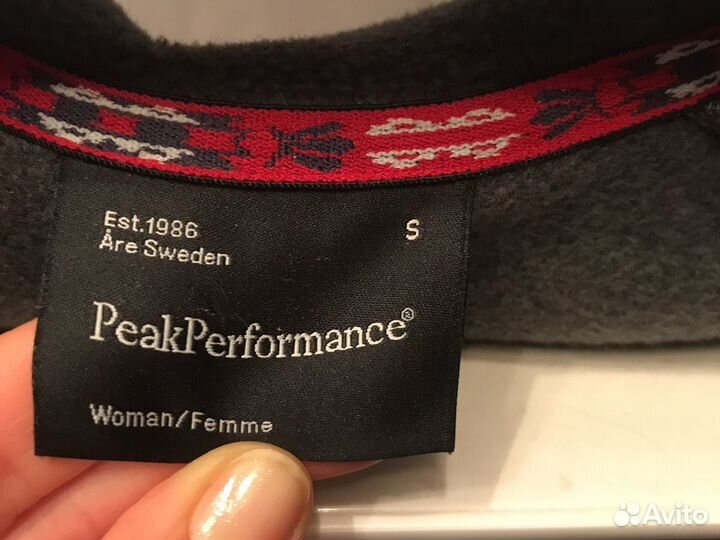 Est.1986
S
Åre Sweden
PeakPerformance®
Woman/Femme
Avito